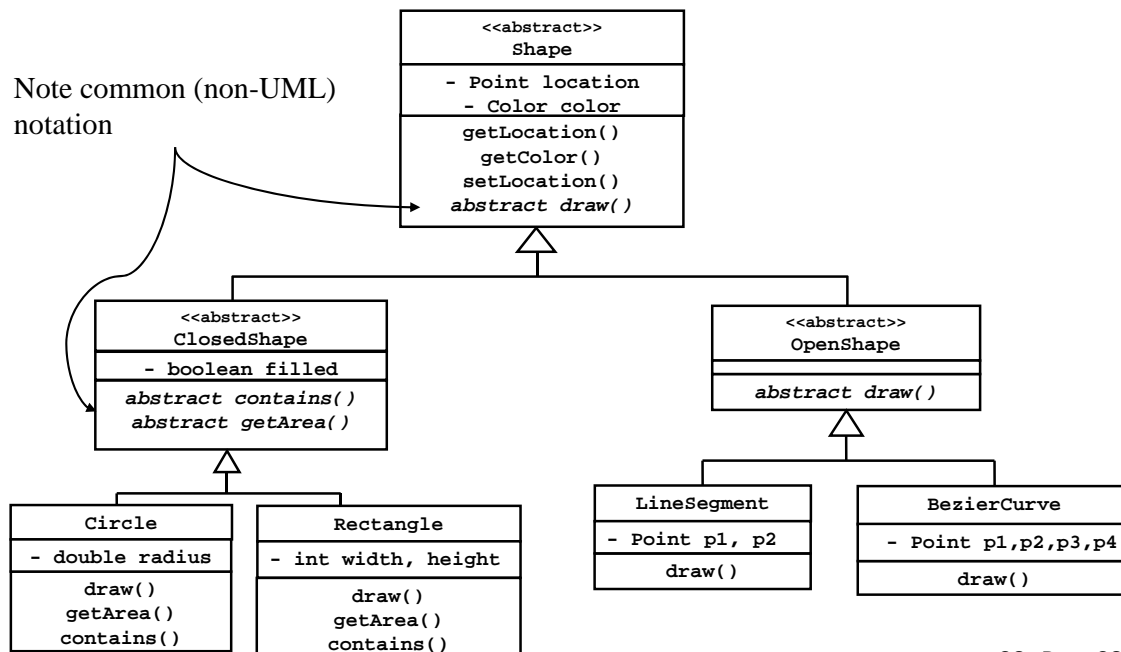 <<abstract>>
Shape
- Point location
- Color color
getLocation()
getColor()
setLocation()
abstract draw()
Note common (non-UML)
notation
<<abstract>>
ClosedShape
- boolean filled
abstract contains()
abstract getArea()
<<abstract>>
OpenShape
abstract draw()
Circle
- double radius
draw()
getArea()
contains()
Rectangle
- int width, height
draw()
getArea()
contains()
LineSegment
- Point p1, p2
draw()
BezierCurve
- Point p1,p2,p3,p4
draw()